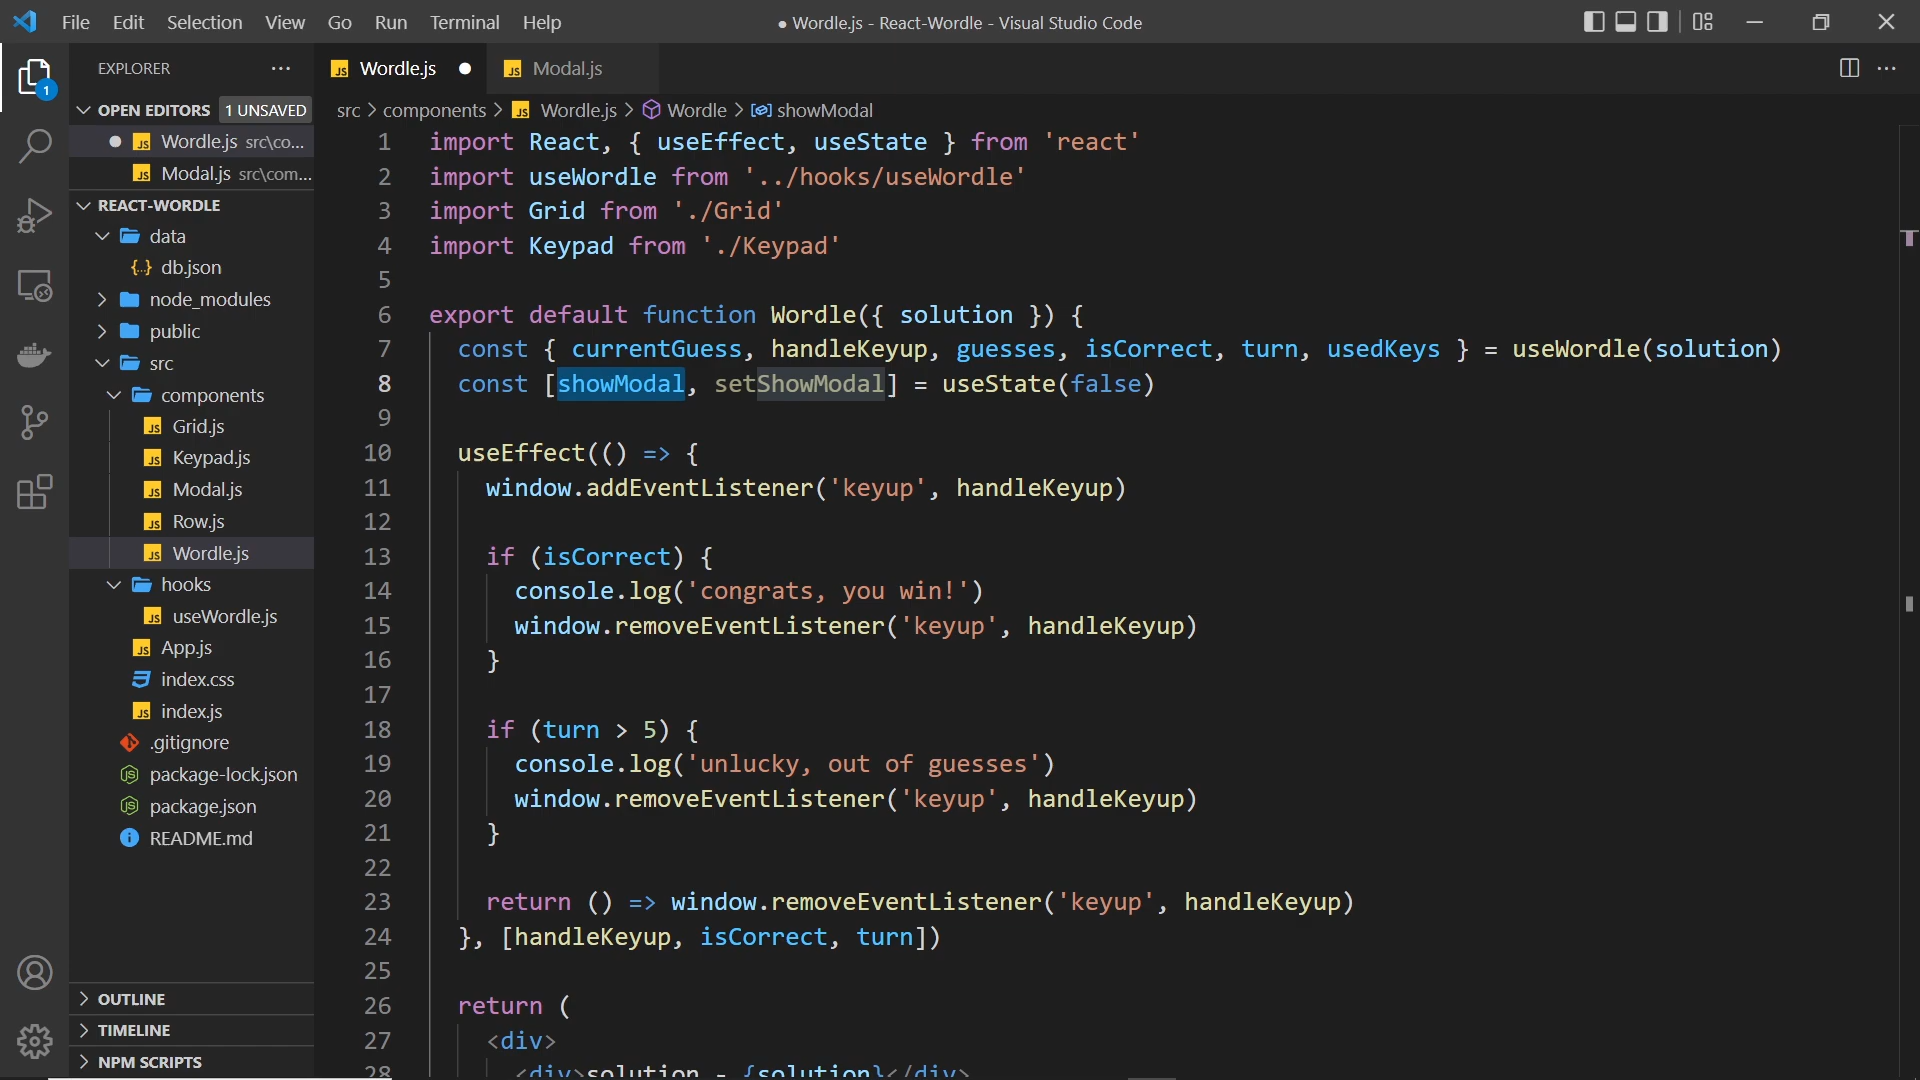 File Edit Selection View Go Run Terminal Help
● Wordle.js - React-Wordle - Visual Studio Code
EXPLORER
1
OPEN EDITORS 1 UNSAVED
Wordle.js src\co...
Modal.js src\com...
REACT-WORDLE
data
db.json
node_modules
public
src
components
Grid.js
Keypad.js
Modal.js
Row.js
Wordle.js
hooks
useWordle.js
App.js
index.css
index.js
.gitignore
package-lock.json
package.json
README.md
OUTLINE
TIMELINE
NPM SCRIPTS
Wordle.js Modal.js
src > components > Wordle.js > Wordle > showModal
1 import React, { useEffect, useState } from 'react'
2 import useWordle from '../hooks/useWordle'
3 import Grid from './Grid'
4 import Keypad from './Keypad'
5
6 export default function Wordle({ solution }) {
7 const { currentGuess, handleKeyup, guesses, isCorrect, turn, usedKeys } = useWordle(solution)
8 const [showModal, setShowModal] = useState(false)
9
10 useEffect(() => {
11 window.addEventListener('keyup', handleKeyup)
12
13 if (isCorrect) {
14 console.log('congrats, you win!')
15 window.removeEventListener('keyup', handleKeyup)
16 }
17
18 if (turn > 5) {
19 console.log('unlucky, out of guesses')
20 window.removeEventListener('keyup', handleKeyup)
21 }
22
23 return () => window.removeEventListener('keyup', handleKeyup)
24 }, [handleKeyup, isCorrect, turn])
25
26 return (
27 <div>
28 <div>solution - {solution}</div>